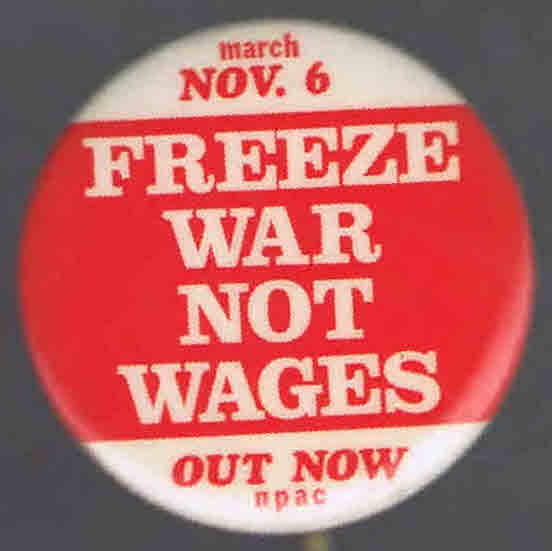 march
NOV. 6
FREEZE
WAR
NOT
WAGES
OUT NOW
npac